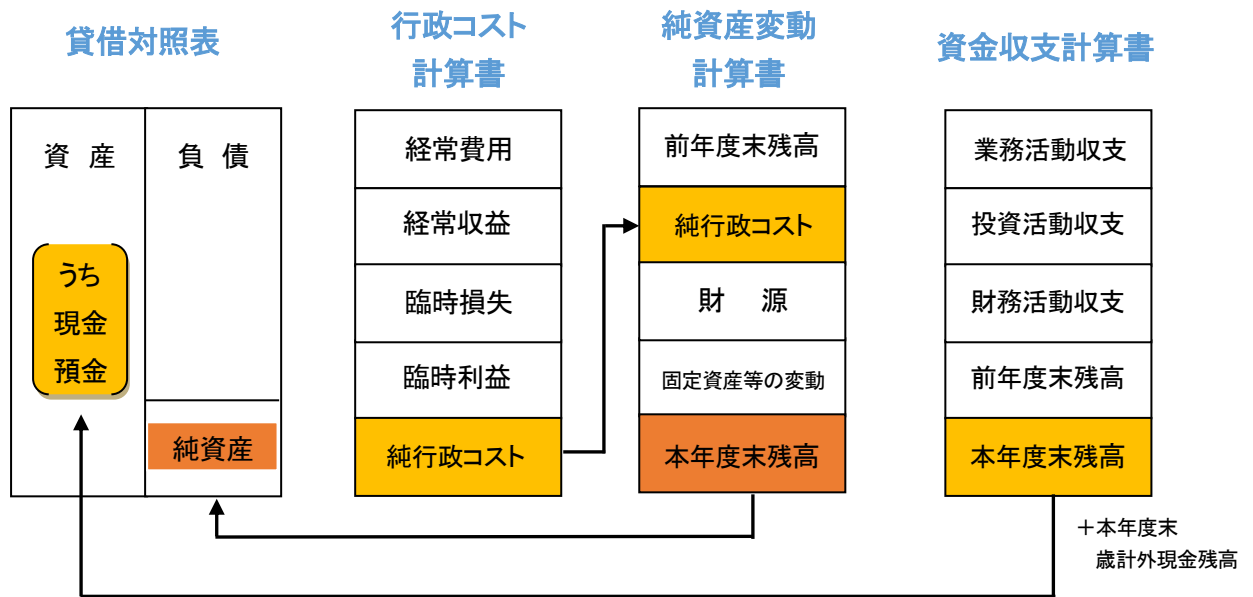 貸借対照表
資 産
負 債
うち
現金
預金
純資産
行政コスト
計算書
経常費用
経常収益
臨時損失
臨時利益
純行政コスト
純資産変動
計算書
前年度末残高
純行政コスト
財 源
固定資産等の変動
本年度末残高
資金収支計算書
業務活動収支
投資活動収支
財務活動収支
前年度末残高
本年度末残高
＋本年度末
歳計外現金残高